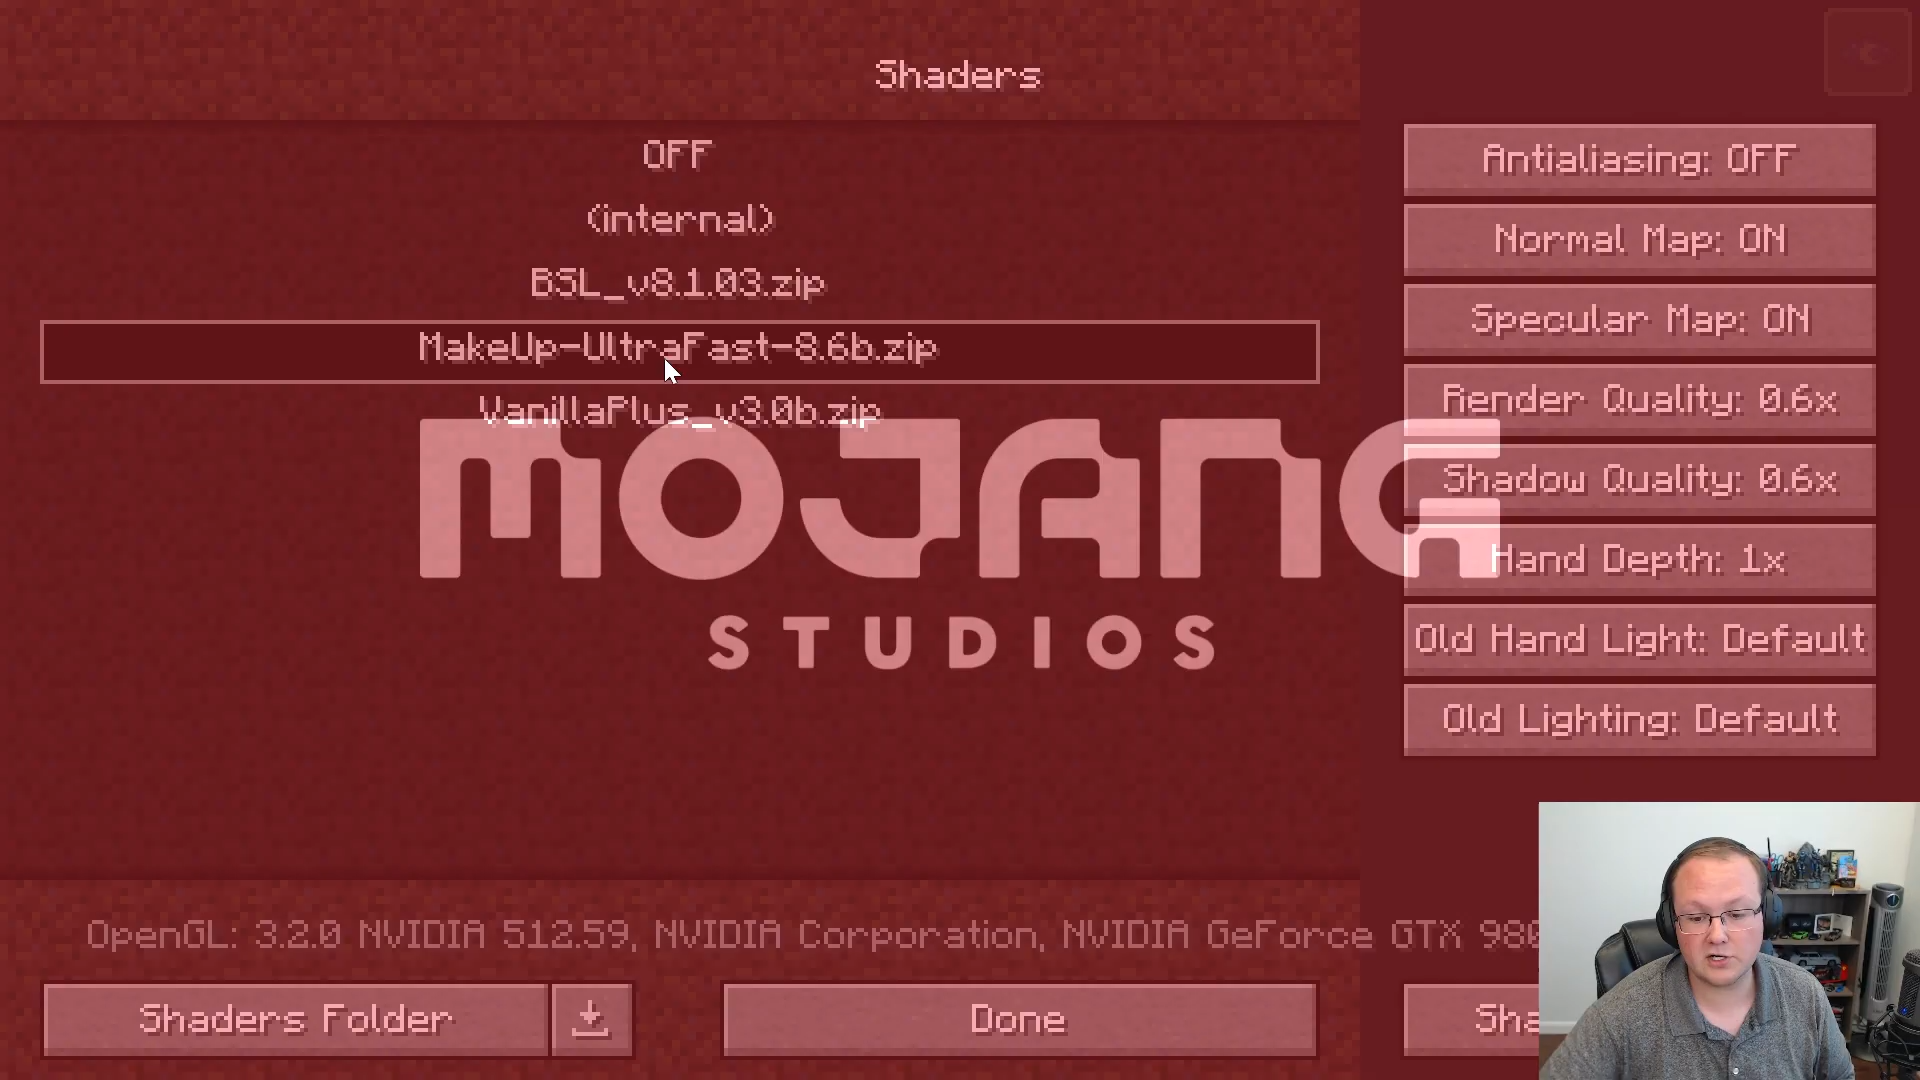 Shaders
OFF
(internal)
BSL_v8.1.03.zip
MakeUp-UltraFast-8.6b.zip
VanillaPlus_v3.0b.zip
MOJANG
STUDIOS
Antialiasing: OFF
Normal Map: ON
Specular Map: ON
Render Quality: 0.6x
Shadow Quality: 0.6x
Hand Depth: 1x
Old Hand Light: Default
Old Lighting: Default
OpenGL: 3.2.0 NVIDIA 512.59, NVIDIA Corporation, NVIDIA GeForce GTX 980
Shaders Folder
Done
Sha